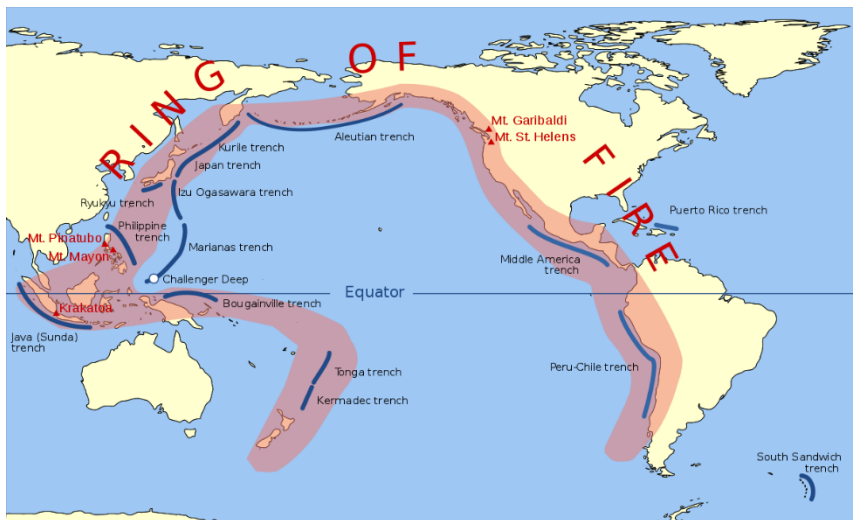 RING OF FIRE
Mt. Garibaldi
Mt. St. Helens
Aleutian trench
Kurile trench
Japan trench
Izu Ogasawara trench
Ryukyu trench
Puerto Rico trench
Philippine
trench
Mt. Pinatubo
Mt. Mayon
Marianas trench
Middle America
trench
Challenger Deep
Equator
Krakatoa
Bougainville trench
Java (Sunda)
trench
Tonga trench
Peru-Chile trench
Kermadec trench
South Sandwich
trench